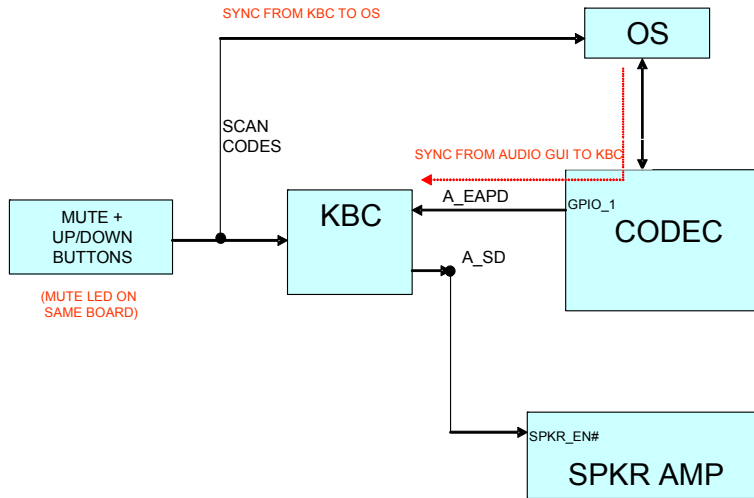 SYNC FROM KBC TO OS
OS
SCAN
CODES
SYNC FROM AUDIO GUI TO KBC
A_EAPD
GPIO_1
KBC
CODEC
MUTE +
UP/DOWN
BUTTONS
A_SD
(MUTE LED ON
SAME BOARD)
SPKR_EN#
SPKR AMP